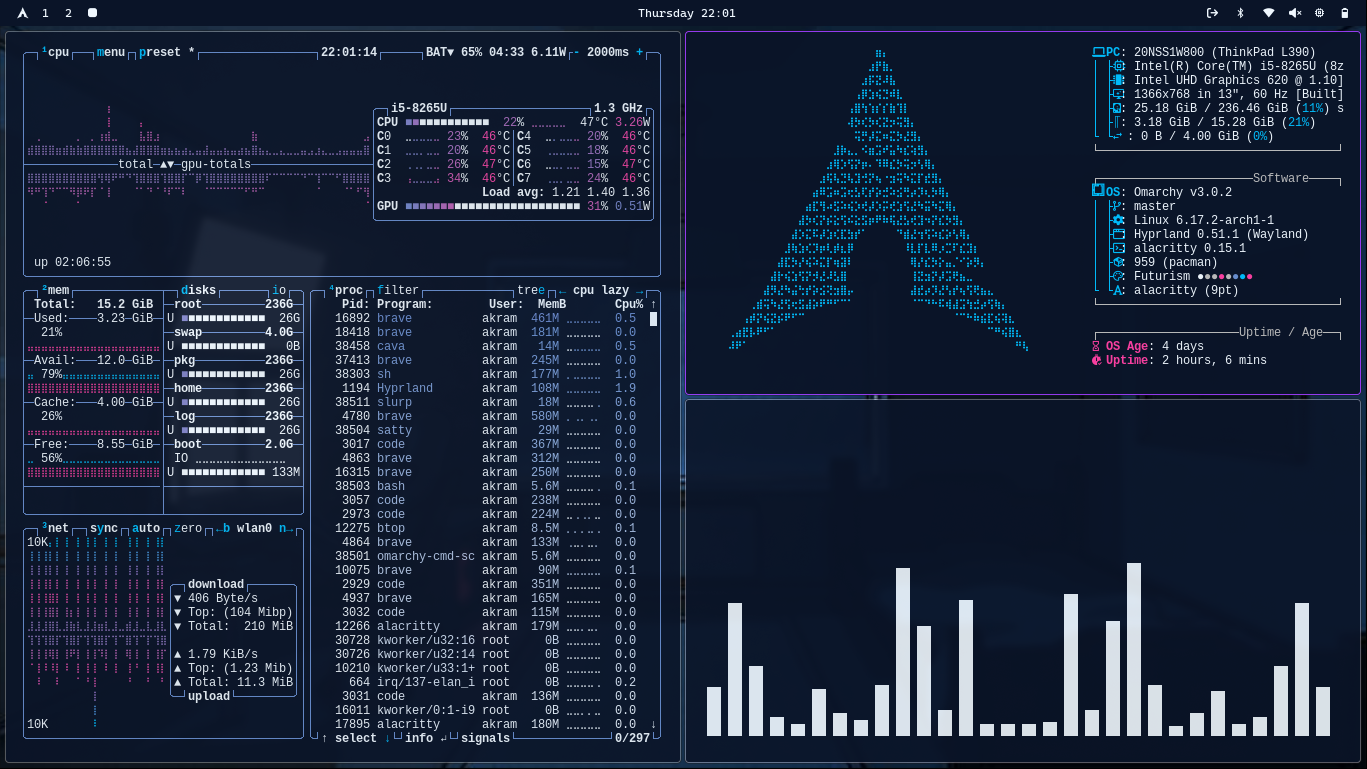 1 2
Thursday 22:01
¹cpu menu preset * 22:01:14 BAT▼ 65% 04:33 6.11W - 2000ms +
i5-8265U 1.3 GHz
CPU 22% 47°C 3.26W
C0 23% 46°C C4 20% 46°C
C1 20% 46°C C5 18% 46°C
C2 26% 47°C C6 15% 47°C
C3 34% 46°C C7 24% 46°C
Load avg: 1.21 1.40 1.36
GPU 31% 0.51W
total ▲▼ gpu-totals
up 02:06:55
²mem disks io
Total: 15.2 GiB
Used: 3.23 GiB
21%
Avail: 12.0 GiB
79%
Cache: 4.00 GiB
26%
Free: 8.55 GiB
56%
root 236G
U 26G
swap 4.0G
U 0B
pkg 236G
U 26G
home 236G
U 26G
log 236G
U 26G
boot 2.0G
IO
U 133M
³net sync auto zero ←b wlan0 n→
10K
download
▼ 406 Byte/s
▼ Top: (104 Mibp)
▼ Total: 210 MiB
▲ 1.79 KiB/s
▲ Top: (1.23 Mib)
▲ Total: 11.3 MiB
upload
10K
⁴proc filter tree ← cpu lazy →
Pid: Program: User: MemB Cpu% ↑
16892 brave akram 461M 0.5
18418 brave akram 181M 0.0
38458 cava akram 14M 0.5
37413 brave akram 245M 0.0
38303 sh akram 177M 1.0
1194 Hyprland akram 108M 1.9
38511 slurp akram 18M 0.6
4780 brave akram 580M 0.0
38504 satty akram 29M 0.0
3017 code akram 367M 0.0
4863 brave akram 312M 0.0
16315 brave akram 250M 0.0
38503 bash akram 5.6M 0.1
3057 code akram 238M 0.0
2973 code akram 224M 0.0
12275 btop akram 8.5M 0.1
4864 brave akram 133M 0.0
38501 omarchy-cmd-sc akram 5.6M 0.0
10075 brave akram 90M 0.1
2929 code akram 351M 0.0
4937 brave akram 165M 0.0
3032 code akram 115M 0.0
12266 alacritty akram 179M 0.0
30728 kworker/u32:16 root 0B 0.0
30726 kworker/u32:14 root 0B 0.0
10210 kworker/u33:1+ root 0B 0.0
664 irq/137-elan_i root 0B 0.2
3031 code akram 136M 0.0
16011 kworker/0:1-i9 root 0B 0.0
17895 alacritty akram 180M 0.0 ↓
↑ select ↓ info ↵ signals 0/297
PC: 20NSS1W800 (ThinkPad L390)
: Intel(R) Core(TM) i5-8265U (8z
: Intel UHD Graphics 620 @ 1.10]
: 1366x768 in 13", 60 Hz [Built]
: 25.18 GiB / 236.46 GiB (11%) s
: 3.18 GiB / 15.28 GiB (21%)
: 0 B / 4.00 GiB (0%)
Software
OS: Omarchy v3.0.2
: master
: Linux 6.17.2-arch1-1
: Hyprland 0.51.1 (Wayland)
: alacritty 0.15.1
: 959 (pacman)
: Futurism
: alacritty (9pt)
Uptime / Age
OS Age: 4 days
Uptime: 2 hours, 6 mins